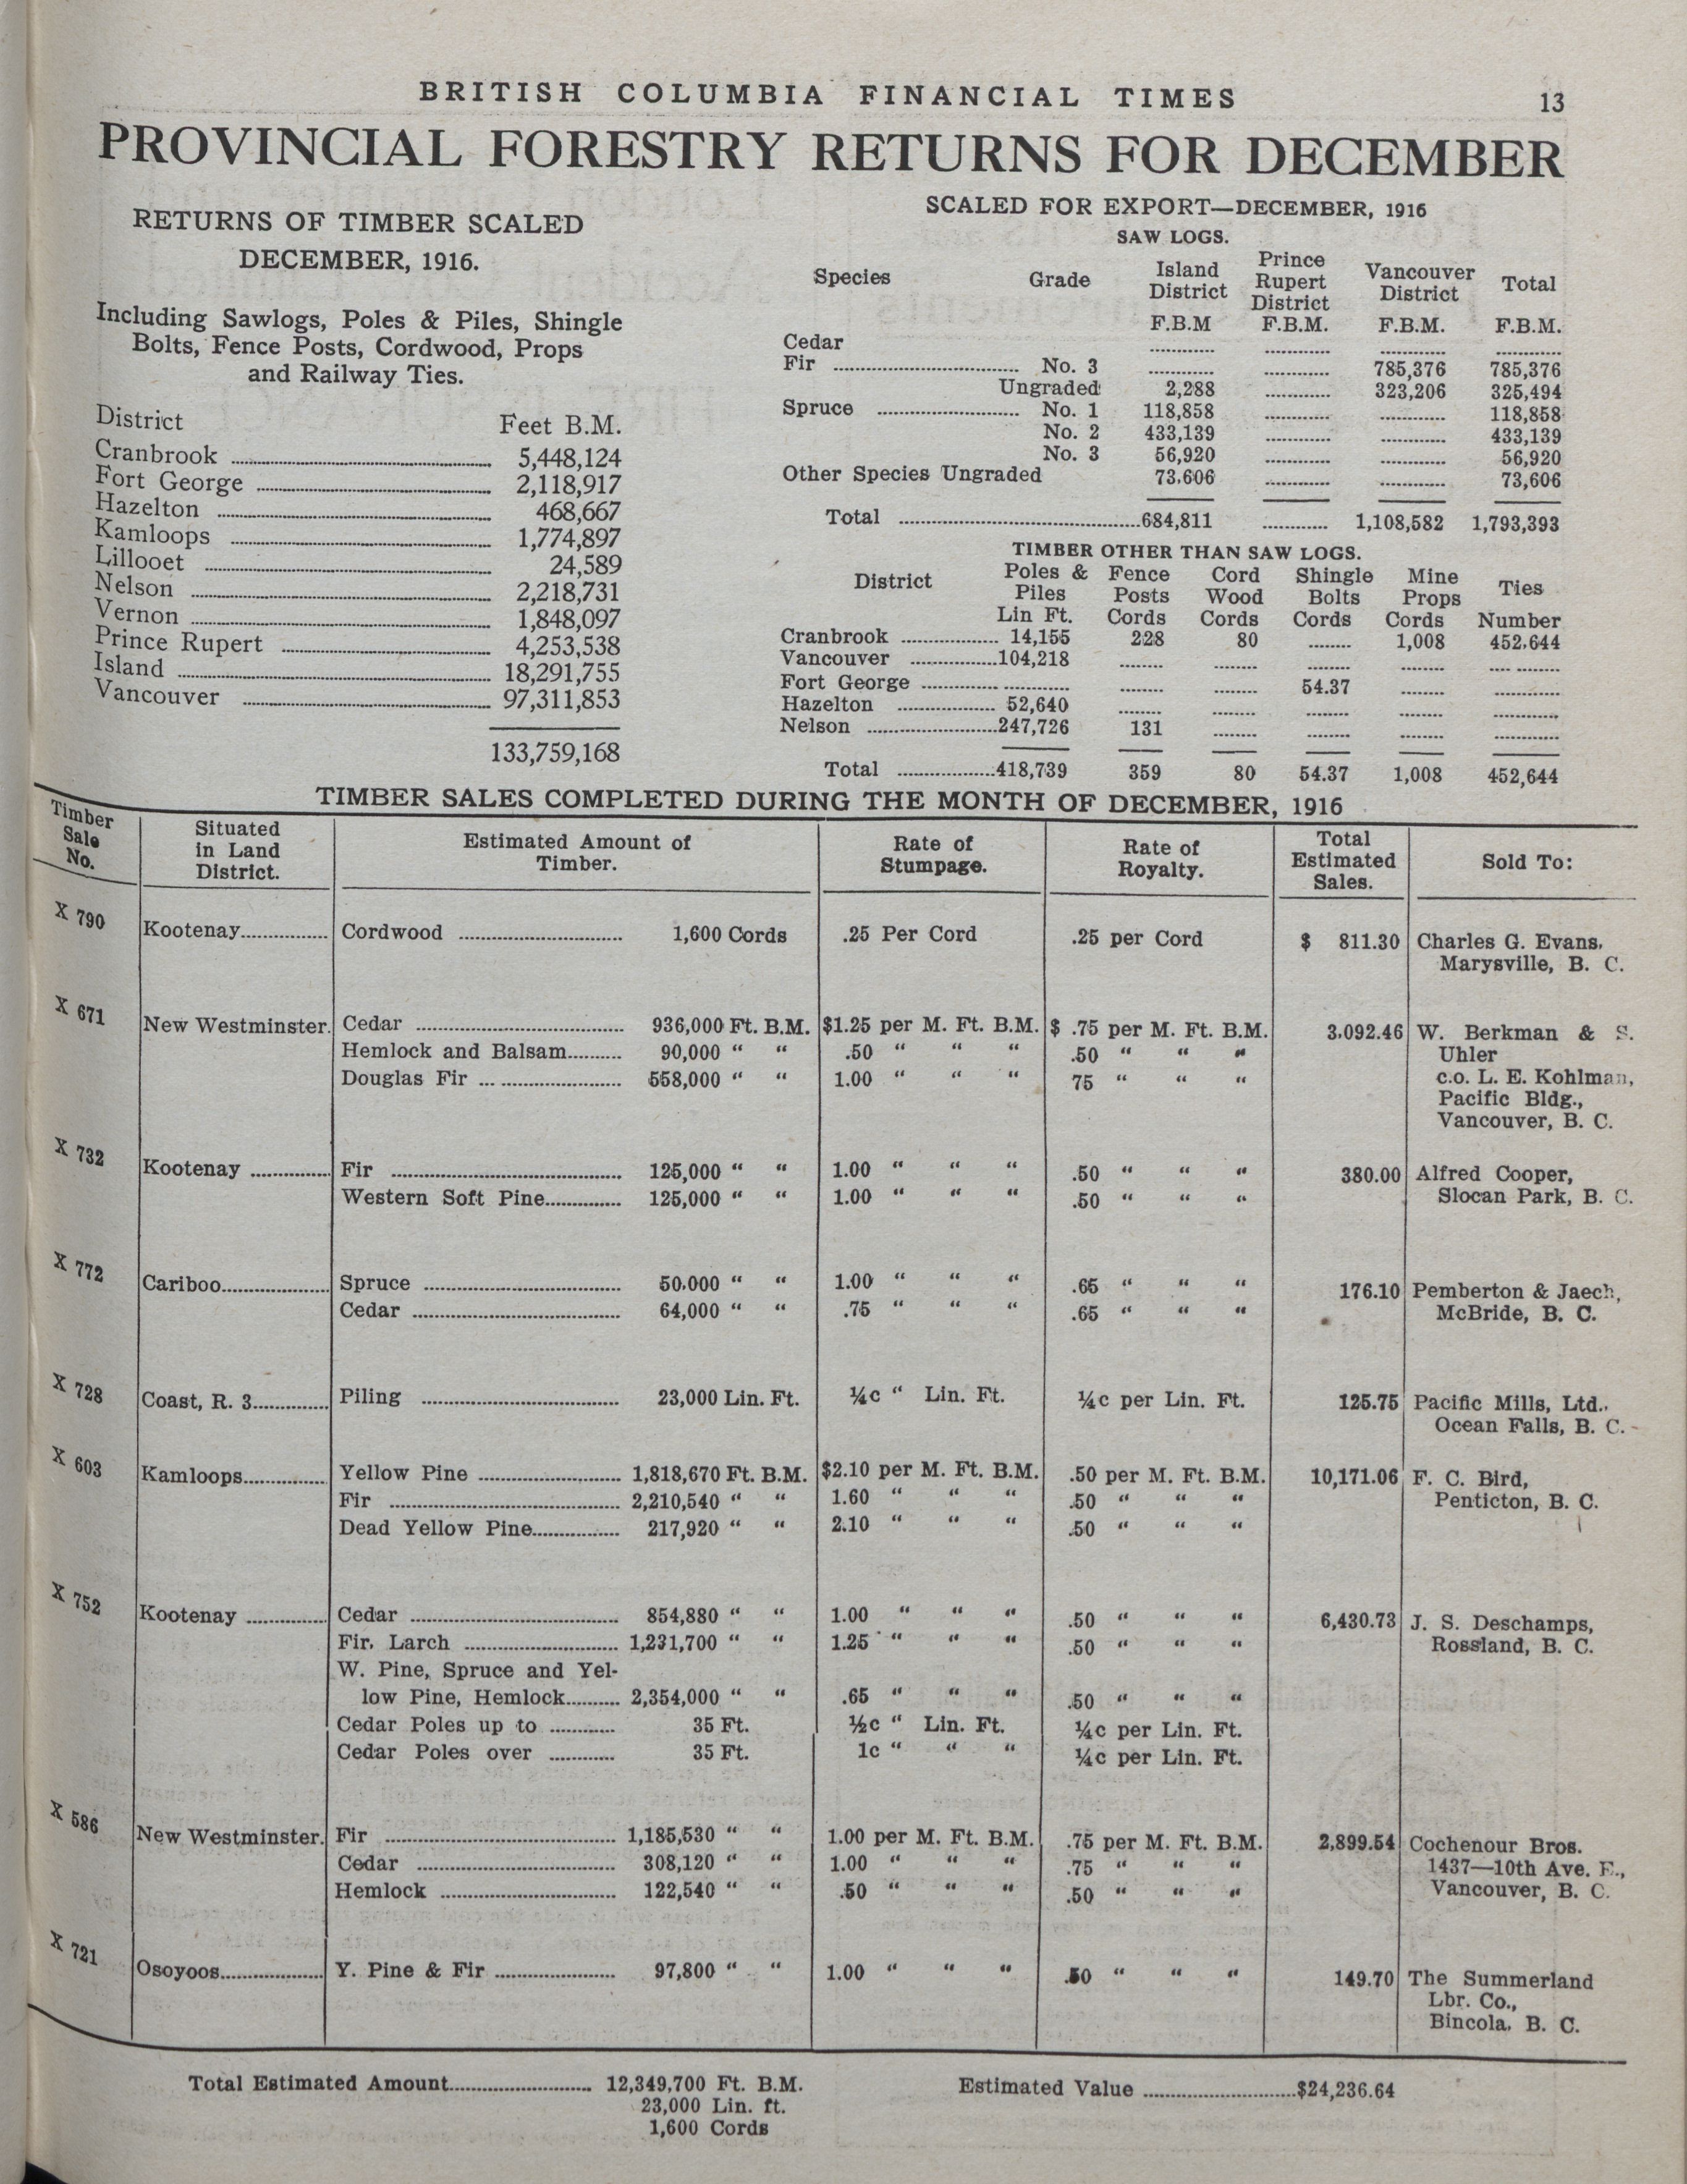 BRITISH COLUMBIA FINANCIAL TIMES 13
PROVINCIAL FORESTRY RETURNS FOR DECEMBER
RETURNS OF TIMBER SCALED
DECEMBER, 1916.
Including Sawlogs, Poles & Piles, Shingle
Bolts, Fence Posts, Cordwood, Props
and Railway Ties.
District Feet B.M.
Cranbrook 5,448,124
Fort George 2,118,917
Hazelton 468,667
Kamloops 1,774,897
Lillooet 24,589
Nelson 2,218,731
Vernon 1,848,097
Prince Rupert 4,253,538
Island 18,291,755
Vancouver 97,311,853
133,759,168
SCALED FOR EXPORT—DECEMBER, 1916
SAW LOGS.
Species Grade Island District Prince Rupert District Vancouver District Total
F.B.M F.B.M. F.B.M. F.B.M.
Cedar ............ ............ ............ ............
Fir ............ No. 3 ............ ............ 785,376 785,376
Ungraded 2,288 ............ 323,206 325,494
Spruce ............ No. 1 118,858 ............ ............ 118,858
No. 2 433,139 ............ ............ 433,139
No. 3 56,920 ............ ............ 56,920
Other Species Ungraded 73.606 ............ ............ 73,606
Total ............ 684,811 ............ 1,108,582 1,793,393
TIMBER OTHER THAN SAW LOGS.
District Poles & Piles Fence Posts Cord Wood Shingle Bolts Mine Props Ties
Lin Ft. Cords Cords Cords Cords Number
Cranbrook 14,155 228 80 ........ 1,008 452.644
Vancouver 104,218 ........ ........ ........ ........ ............
Fort George ............ ........ ........ 54.37 ........ ............
Hazelton 52,640 ........ ........ ........ ........ ............
Nelson 247,726 131 ........ ........ ........ ............
Total 418,739 359 80 54.37 1,008 452,644
TIMBER SALES COMPLETED DURING THE MONTH OF DECEMBER, 1916
Timber Sale No. Situated in Land District. Estimated Amount of Timber. Rate of Stumpage. Rate of Royalty. Total Estimated Sales. Sold To:
X 790 Kootenay Cordwood 1,600 Cords .25 Per Cord .25 per Cord $ 811.30 Charles G. Evans.
Marysville, B. C.
X 671 New Westminster. Cedar 936,000 Ft. B.M. $1.25 per M. Ft. B.M. $ .75 per M. Ft. B.M. 3.092.46 W. Berkman & S.
Hemlock and Balsam 90,000 “ “ .50 “ “ “ .50 “ “ “ Uhler
Douglas Fir 558,000 “ “ 1.00 “ “ “ 75 “ “ “ c.o. L. E. Kohlman,
Pacific Bldg.,
Vancouver, B. C.
X 732 Kootenay Fir 125,000 “ “ 1.00 “ “ “ .50 “ “ “ 380.00 Alfred Cooper,
Western Soft Pine 125,000 “ “ 1.00 “ “ “ .50 “ “ “ Slocan Park, B. C.
X 772 Cariboo Spruce 50.000 “ “ 1.00 “ “ “ .65 “ “ “ 176.10 Pemberton & Jaech,
Cedar 64,000 “ “ .75 “ “ “ .65 “ “ “ McBride, B. C.
X 728 Coast, R. 3 Piling 23,000 Lin. Ft. ¼c “ Lin. Ft. ¼c per Lin. Ft. 125.75 Pacific Mills, Ltd..
Ocean Falls, B. C.
X 603 Kamloops Yellow Pine 1,818,670 Ft. B.M. $2.10 per M. Ft. B.M. .50 per M. Ft. B.M. 10,171.06 F. C. Bird,
Fir 2,210,540 “ “ 1.60 “ “ “ .50 “ “ “ Penticton, B. C.
Dead Yellow Pine 217,920 “ “ 2.10 “ “ “ .50 “ “ “
X 752 Kootenay Cedar 854,880 “ “ 1.00 “ “ “ .50 “ “ “ 6,430.73 J. S. Deschamps,
Fir. Larch 1,231,700 “ “ 1.25 “ “ “ .50 “ “ “ Rossland, B. C.
W. Pine, Spruce and Yel-
low Pine, Hemlock 2,354,000 “ “ .65 “ “ “ .50 “ “ “
Cedar Poles up to 35 Ft. ½c “ Lin. Ft. ¼c per Lin. Ft.
Cedar Poles over 35 Ft. 1c “ “ “ ¼c per Lin. Ft.
X 586 New Westminster. Fir 1,185,530 “ “ 1.00 per M. Ft. B.M. .75 per M. Ft. B.M. 2,899.54 Cochenour Bros.
Cedar 308,120 “ “ 1.00 “ “ “ .75 “ “ “ 1437—10th Ave. E.,
Hemlock 122,540 “ “ .50 “ “ “ .50 “ “ “ Vancouver, B. C.
X 721 Osoyoos Y. Pine & Fir 97,800 “ “ 1.00 “ “ “ .50 “ “ “ 149.70 The Summerland
Lbr. Co.,
Bincola. B. C.
Total Estimated Amount 12,349,700 Ft. B.M. Estimated Value $24,236.64
23,000 Lin. ft.
1,600 Cords